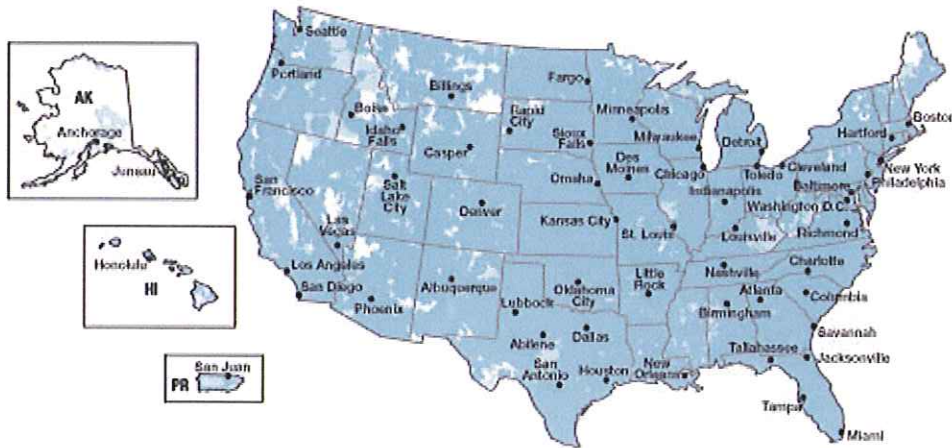 Seattle
Portland
AK
Anchorage
Juneau
Billings
Fargo
Boise
Idaho
Falls
Rapid
City
Minneapolis
Milwaukee
Sioux
Falls
Casper
Des
Moines
Omaha
Chicago
Detroit
Toledo
Cleveland
Hartford
Boston
New York
Philadelphia
Baltimore
Washington D.C.
Indianapolis
San
Francisco
Salt
Lake
City
Denver
Kansas City
St. Louis
Louisville
Richmond
Las
Vegas
Honolulu
HI
Los Angeles
San Diego
Phoenix
Albuquerque
Lubbock
Oklahoma
City
Little
Rock
Nashville
Charlotte
Atlanta
Birmingham
Columbia
Savannah
Abilene
Dallas
San
Antonio
Houston
New
Orleans
Tallahassee
Jacksonville
Tampa
Miami
San Juan
PR